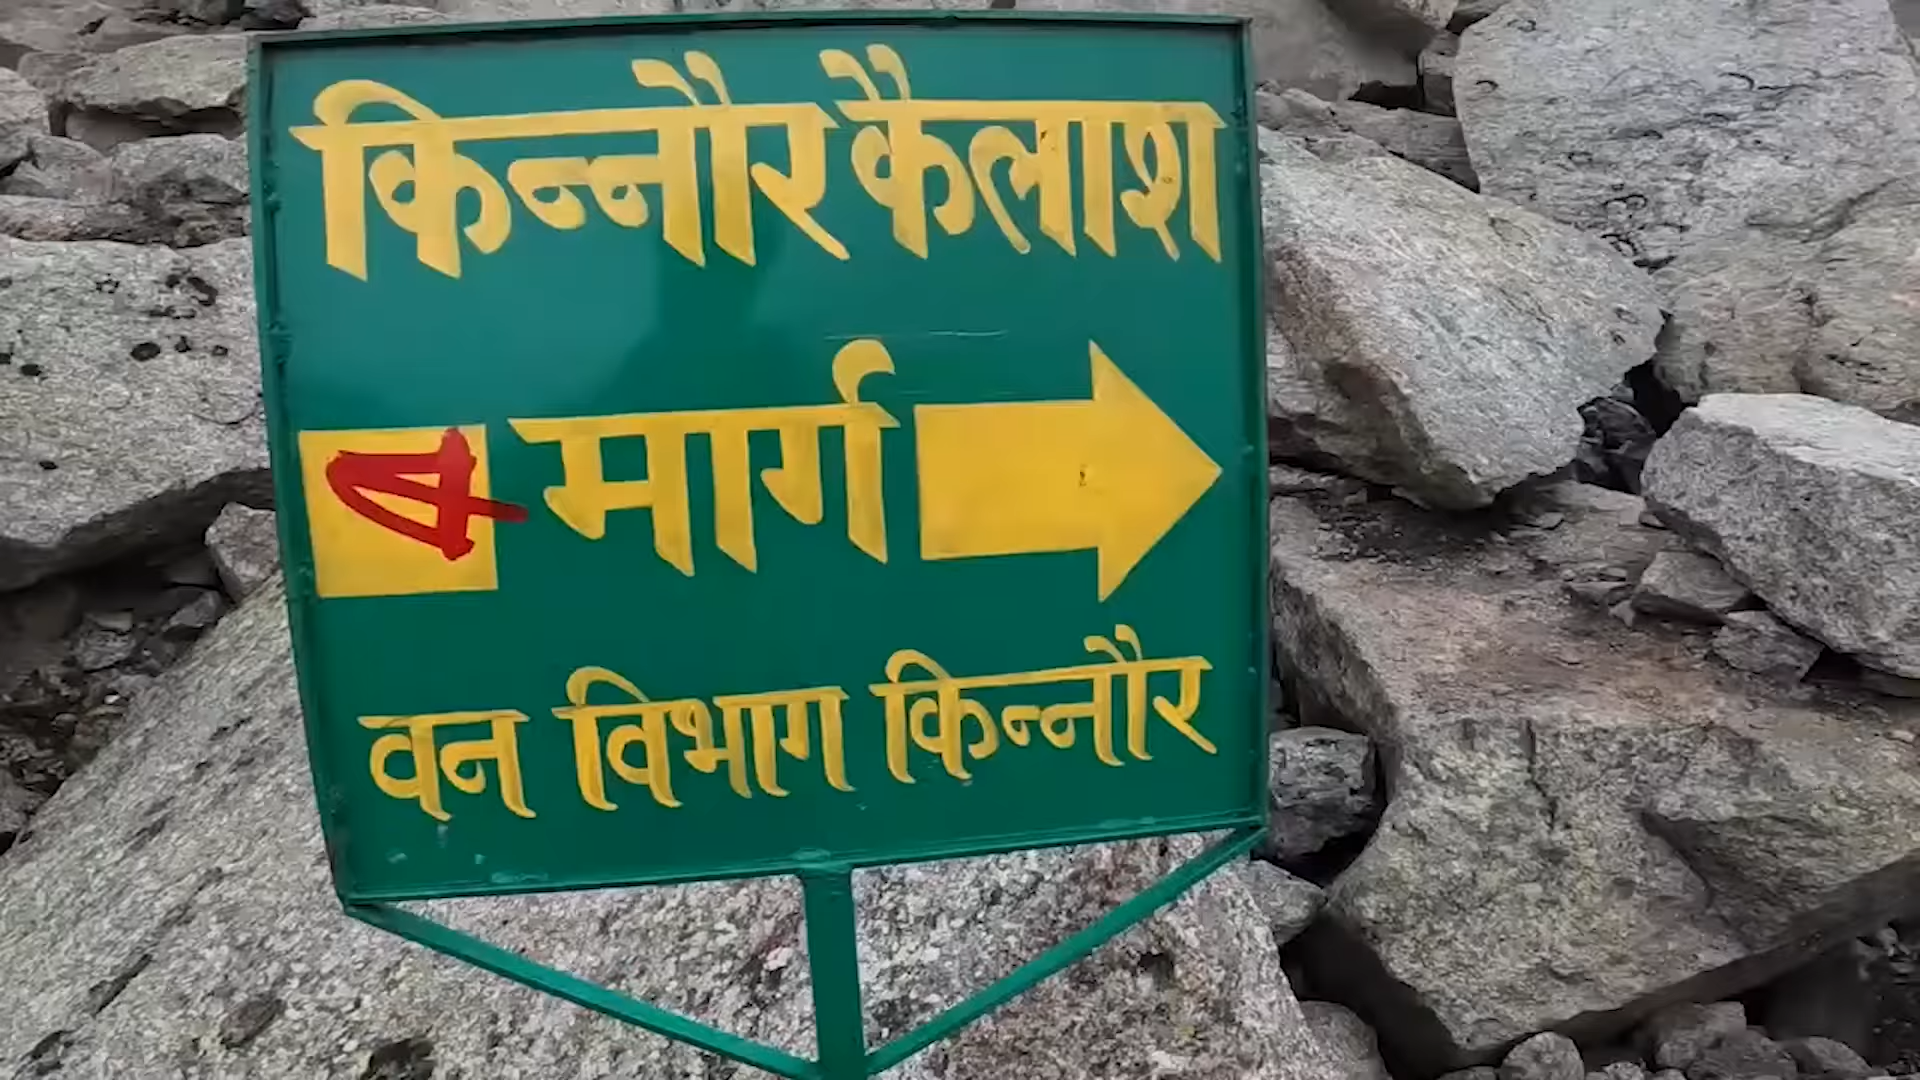 किन्नौर कैलाश
मार्ग
वन विभाग किन्नौर